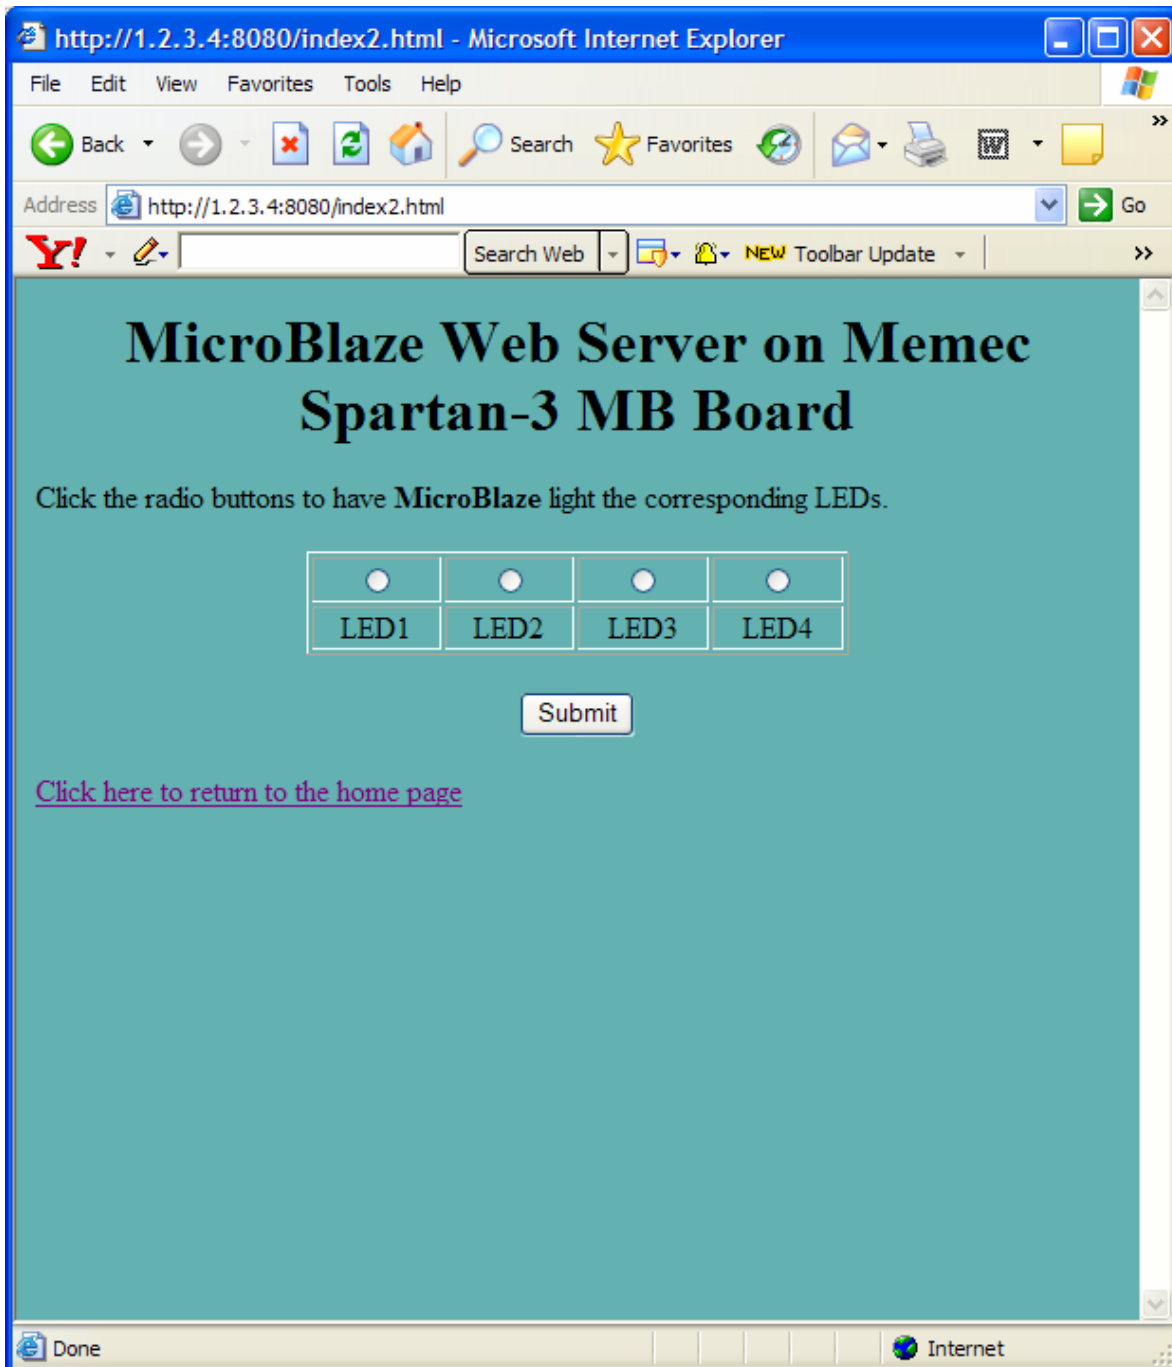 http://1.2.3.4:8080/index2.html - Microsoft Internet Explorer
File Edit View Favorites Tools Help
Back Search Favorites W »
Address http://1.2.3.4:8080/index2.html Go
Y! Search Web NEW Toolbar Update »
MicroBlaze Web Server on Memec
Spartan-3 MB Board
Click the radio buttons to have MicroBlaze light the corresponding LEDs.
LED1 LED2 LED3 LED4
Submit
Click here to return to the home page
Done Internet